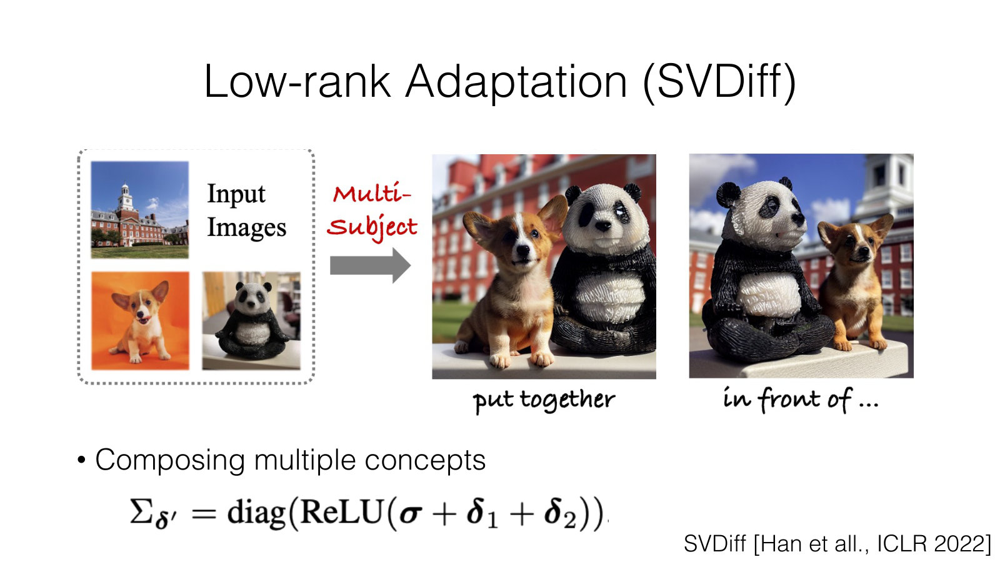 Low-rank Adaptation (SVDiff)
Input
Images
Multi-
Subject
put together
in front of ...
• Composing multiple concepts
Σ_δ′ = diag(ReLU(σ + δ₁ + δ₂)).
SVDiff [Han et all., ICLR 2022]